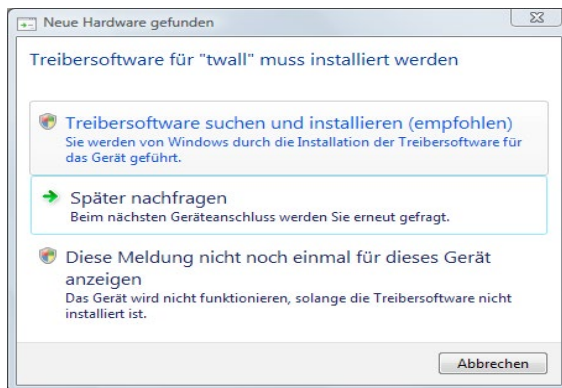 Neue Hardware gefunden
Treibersoftware für "twall" muss installiert werden
Treibersoftware suchen und installieren (empfohlen)
Sie werden von Windows durch die Installation der Treibersoftware für
das Gerät geführt.
Später nachfragen
Beim nächsten Geräteanschluss werden Sie erneut gefragt.
Diese Meldung nicht noch einmal für dieses Gerät
anzeigen
Das Gerät wird nicht funktionieren, solange die Treibersoftware nicht
installiert ist.
Abbrechen